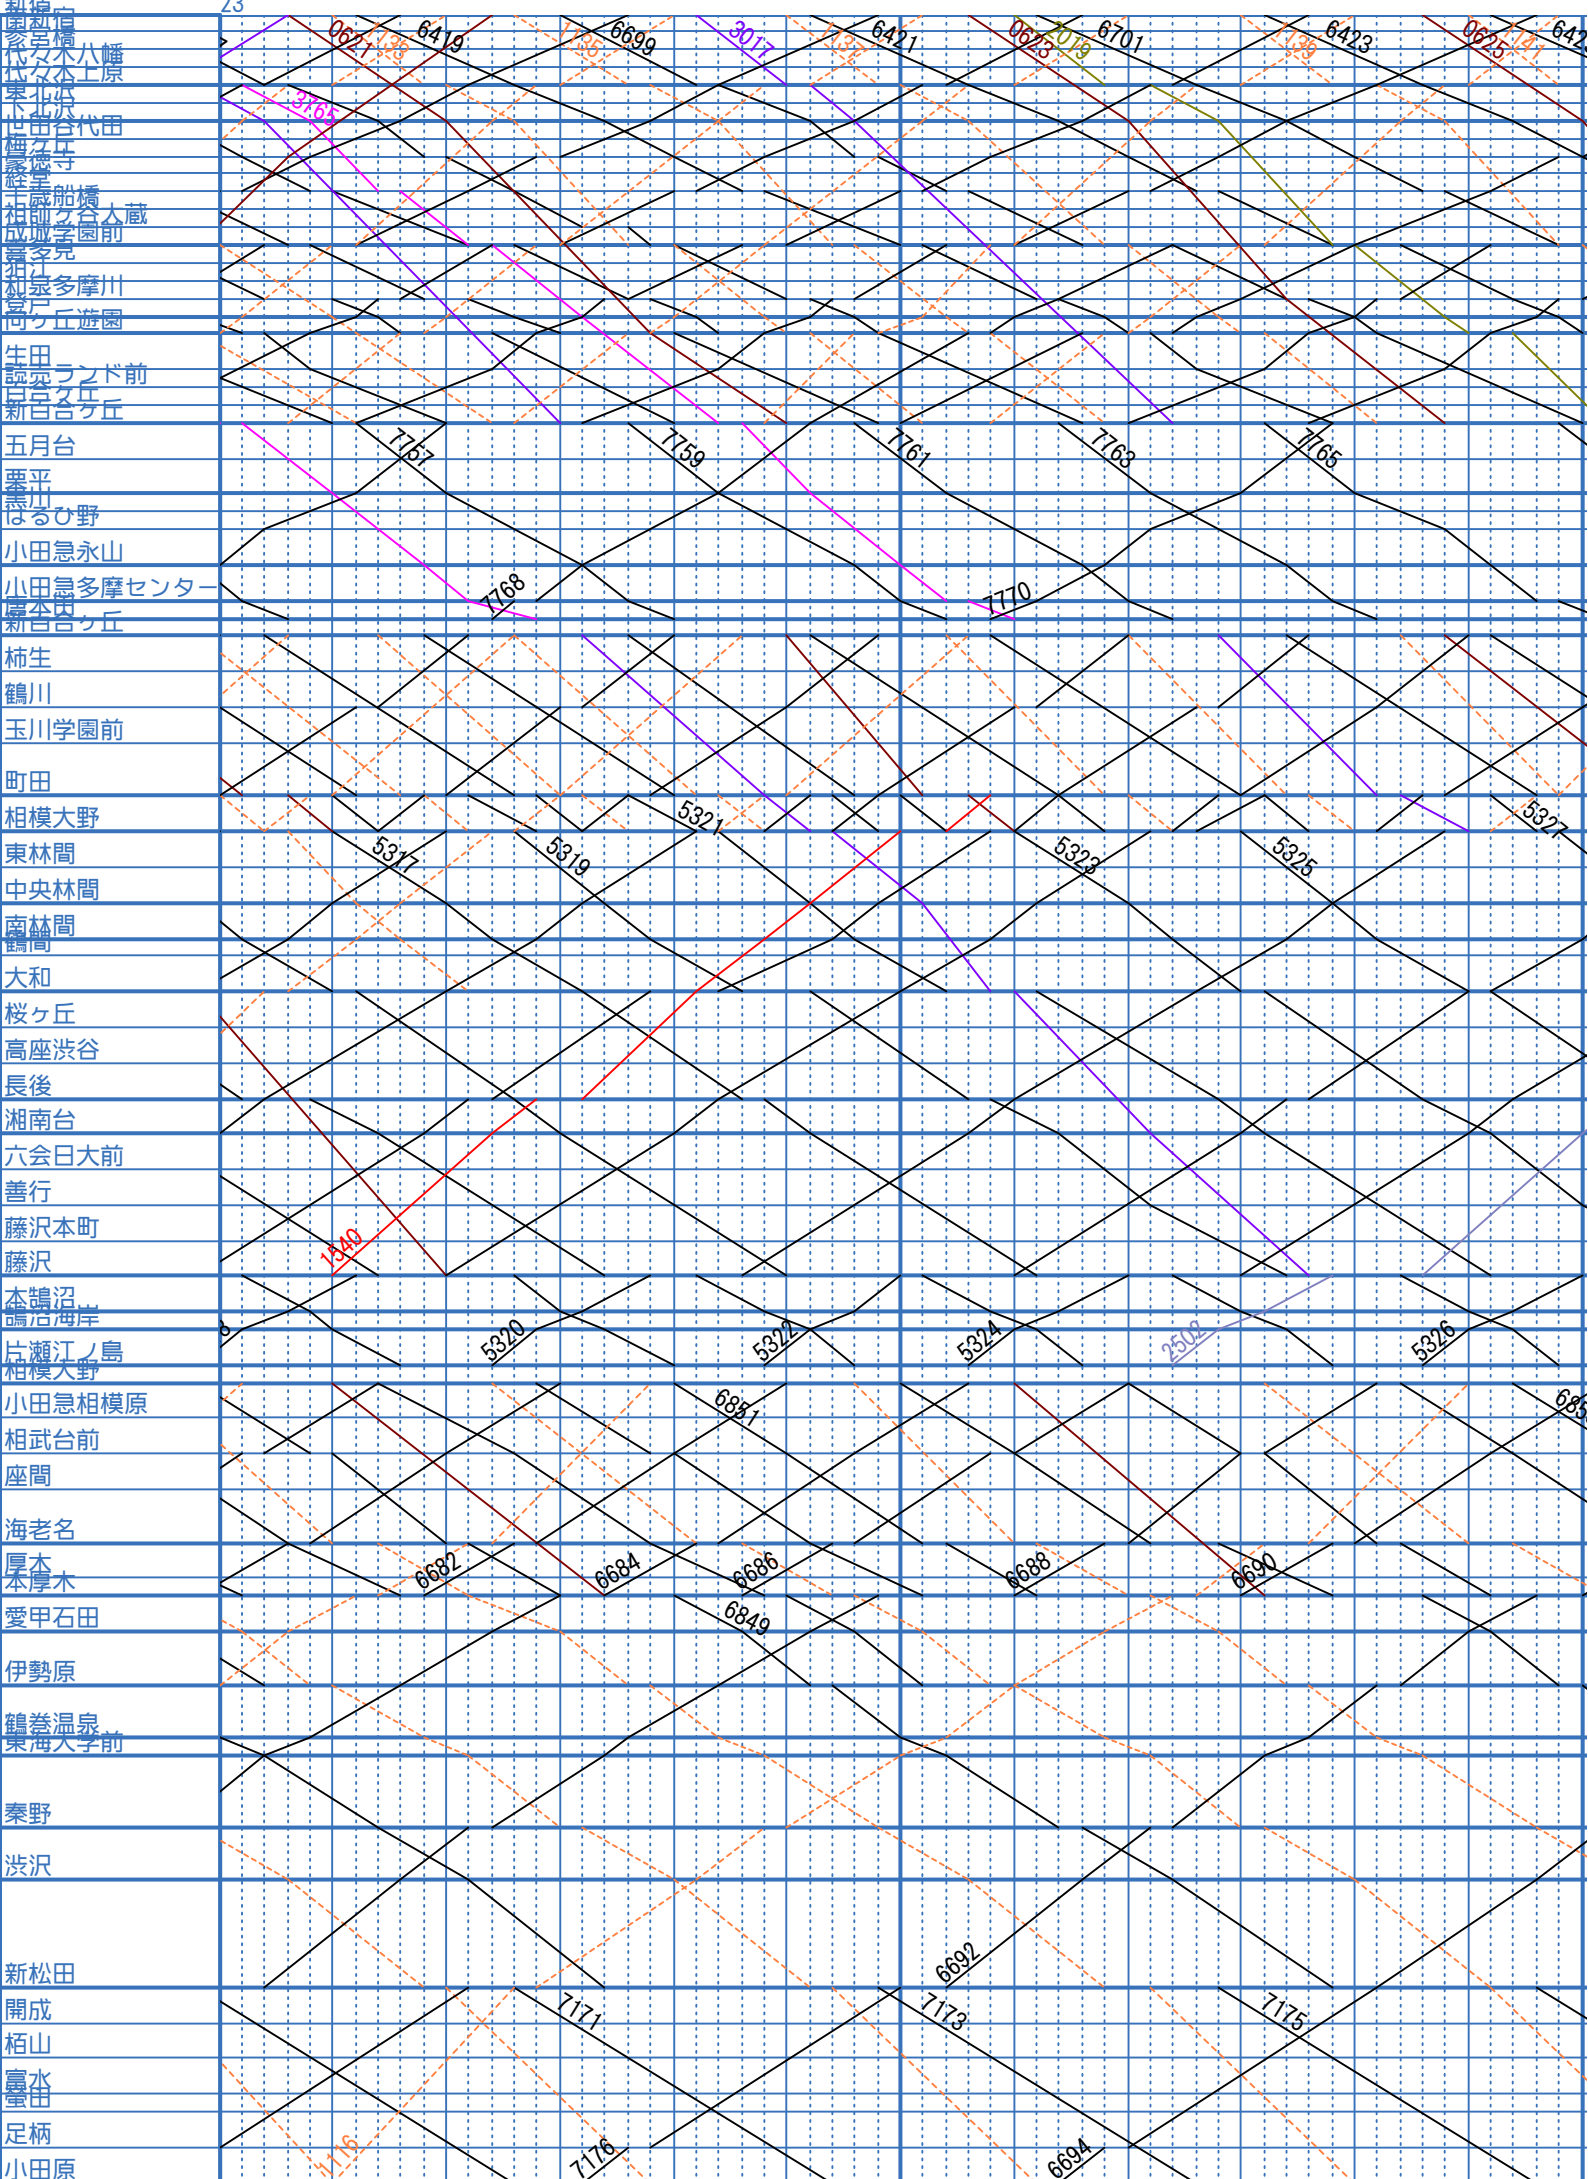 新宿
23
南新宿
参宮橋
代々木八幡
代々木上原
東北沢
下北沢
世田谷代田
梅ヶ丘
豪徳寺
経堂
千歳船橋
祖師ヶ谷大蔵
成城学園前
喜多見
狛江
和泉多摩川
登戸
向ヶ丘遊園
生田
読売ランド前
百合ヶ丘
新百合ヶ丘
五月台
栗平
黒川
はるひ野
小田急永山
小田急多摩センター
唐木田
新百合ヶ丘
柿生
鶴川
玉川学園前
町田
相模大野
東林間
中央林間
南林間
鶴間
大和
桜ヶ丘
高座渋谷
長後
湘南台
六会日大前
善行
藤沢本町
藤沢
本鵠沼
鵠沼海岸
片瀬江ノ島
相模大野
小田急相模原
相武台前
座間
海老名
厚木
本厚木
愛甲石田
伊勢原
鶴巻温泉
東海大学前
秦野
渋沢
新松田
開成
栢山
富水
螢田
足柄
小田原
0621
1133
6419
1135
6699
3017
1137
6421
0623
2019
6701
1139
6423
0625
1141
3765
7757
7759
7761
7763
7765
7768
7770
5317
5319
5321
5323
5325
5327
1540
5320
5322
5324
2502
5326
6851
6682
6684
6686
6688
6690
6849
6692
7171
7173
7175
1116
7176
6694